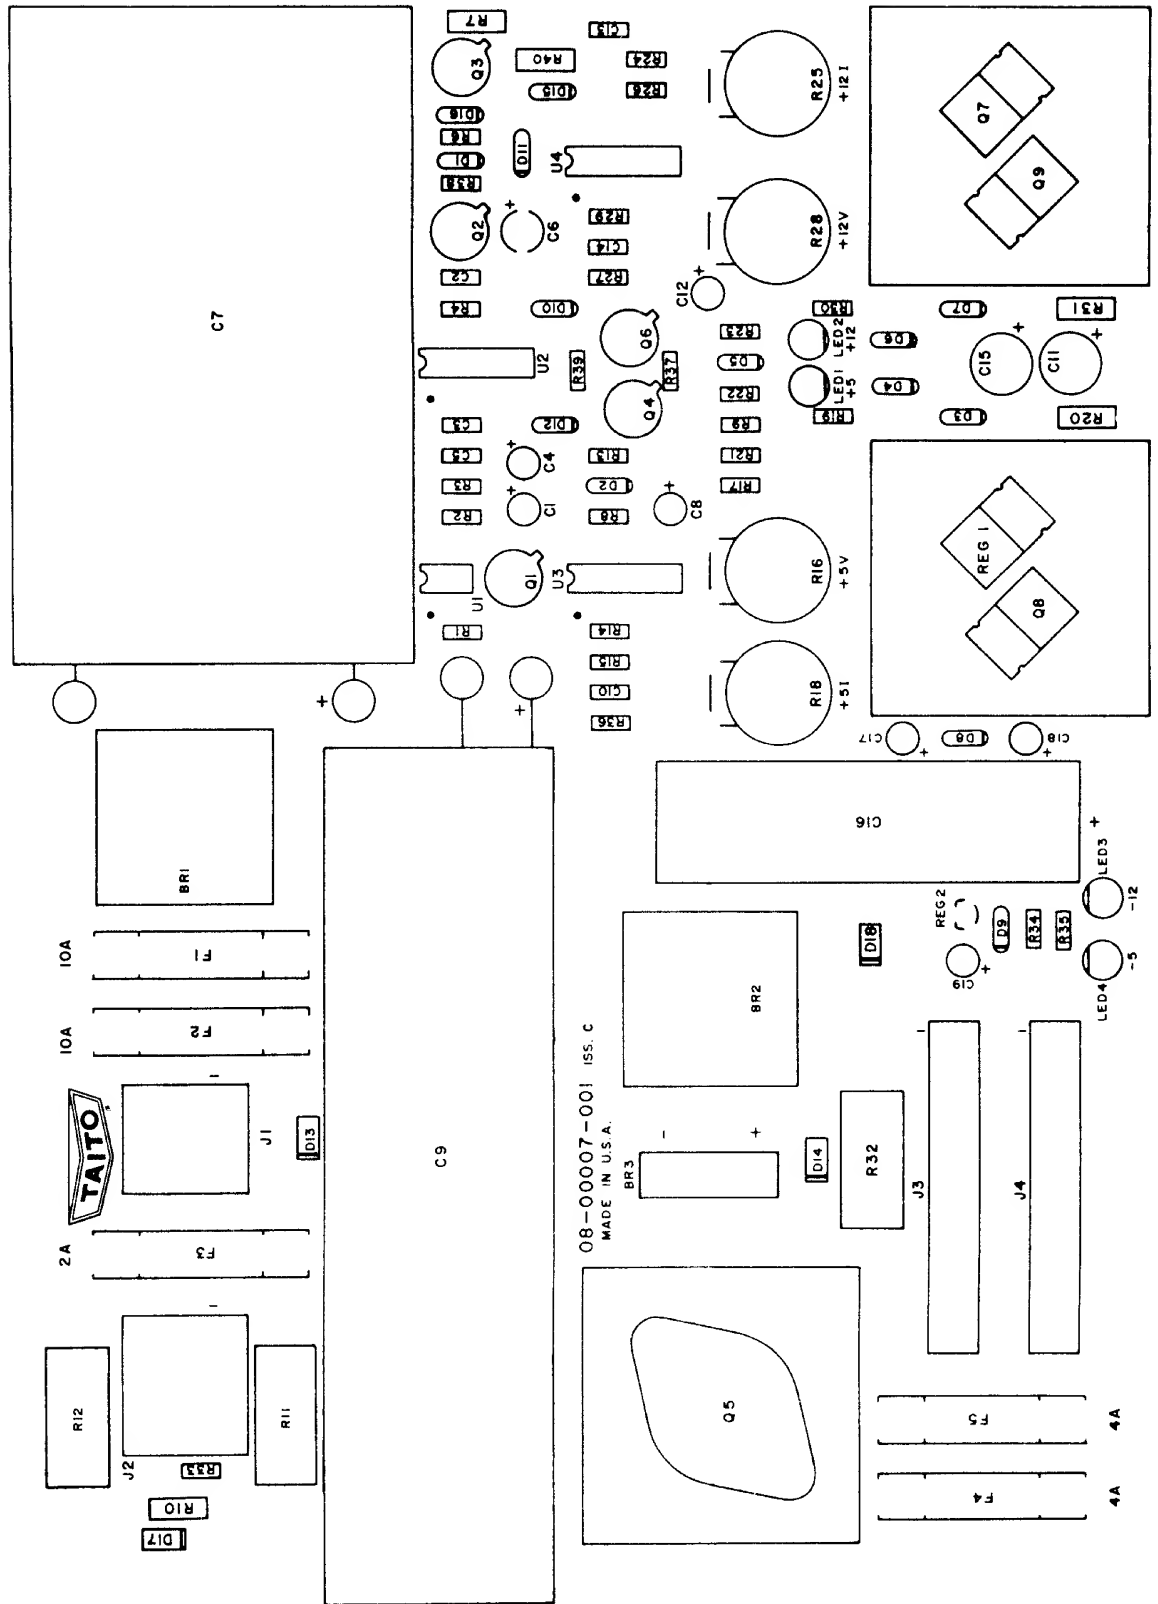 R7
C13
Q3
R40
R24
D15
R26
R25
+12I
Q7
D16
R6
D1
R38
D11
U4
Q9
Q2
C6
R29
C14
R27
R28
+12V
C2
R4
D10
C12
C7
Q6
R30
D7
R31
R23
LED2
+12
D6
U2
R39
R37
D5
C15
C11
R22
LED1
+5
D4
Q4
R19
D3
R20
C3
D12
R9
C5
C4
R13
R21
R3
D2
R17
R2
C1
R8
C8
U1
Q1
U3
R16
+5V
REG 1
Q8
R1
R14
R15
C10
R36
R18
+5I
+
+
C17
D8
C18
+
+
C16
+
BR1
LED3
-12
REG2
D9
R34
R35
D18
C19
+
-5
LED4
10A
F1
10A
F2
BR2
TAITO
J1
D13
C9
08-00007-001 ISS. C
MADE IN U.S.A.
BR3
-
+
D14
R32
J3
J4
2A
F3
R12
J2
R11
R33
R10
D17
Q5
F5
4A
F4
4A